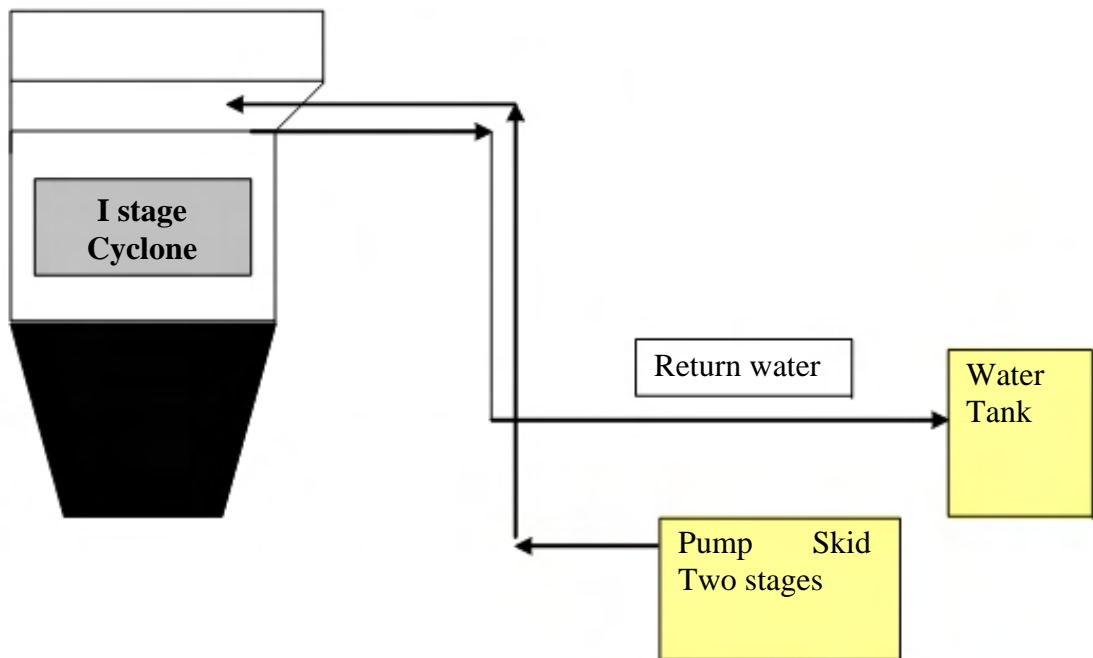 I stage
Cyclone
Return water
Water
Tank
Pump Skid
Two stages